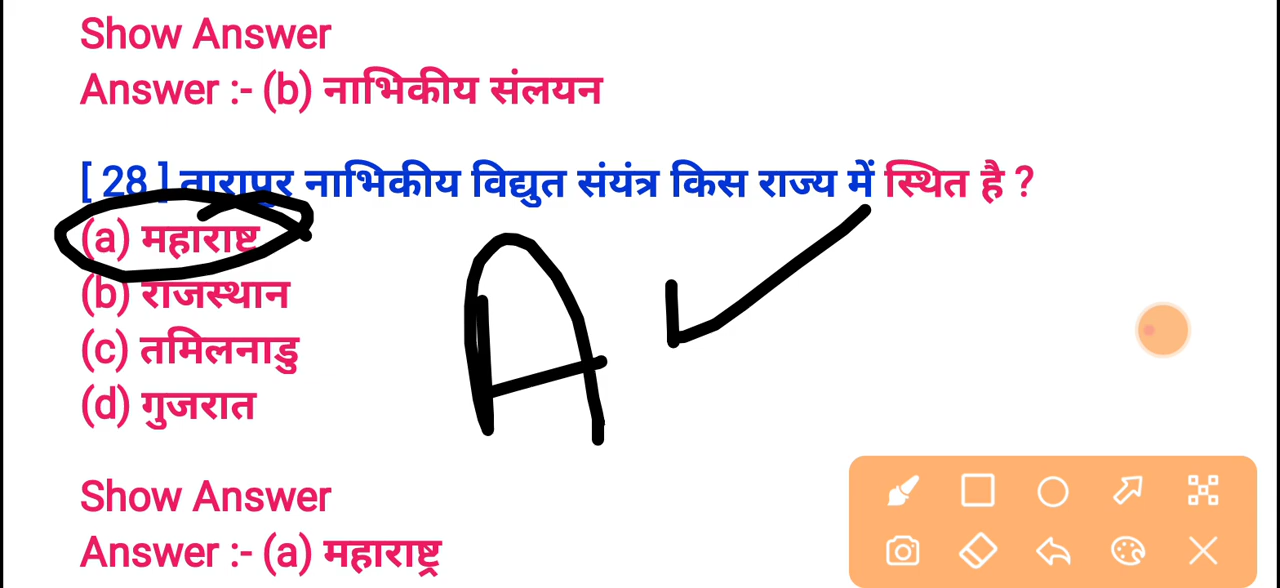 Show Answer
Answer :- (b) नाभिकीय संलयन
[ 28 ] तारापुर नाभिकीय विद्युत संयंत्र किस राज्य में स्थित है ?
(a) महाराष्ट
(b) राजस्थान
(c) तमिलनाडु
(d) गुजरात
A
Show Answer
Answer :- (a) महाराष्ट्र